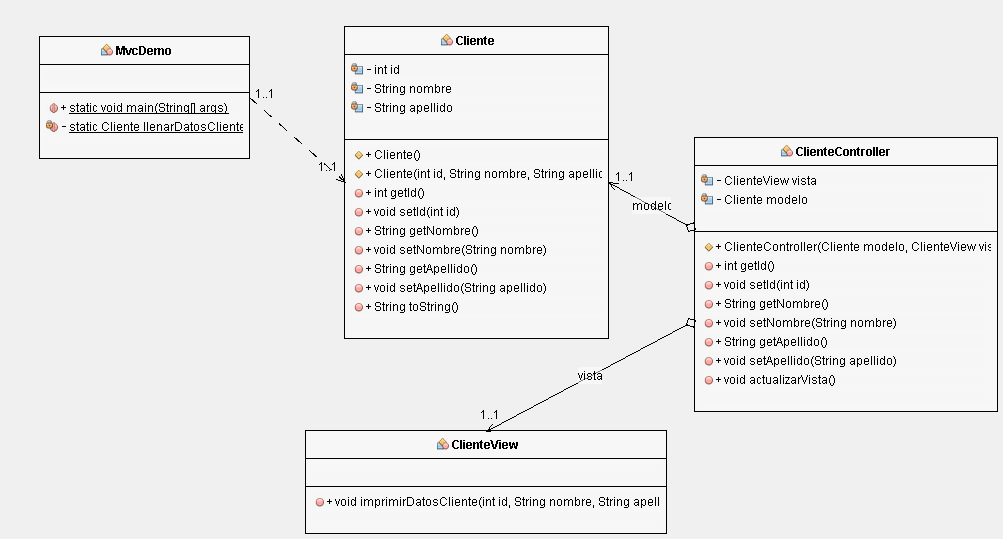 MvcDemo
+ static void main(String[] args)
- static Cliente llenarDatosCliente
1..1
1..1
Cliente
- int id
- String nombre
- String apellido
+ Cliente()
+ Cliente(int id, String nombre, String apellic
+ int getId()
+ void setId(int id)
+ String getNombre()
+ void setNombre(String nombre)
+ String getApellido()
+ void setApellido(String apellido)
+ String toString()
1..1
modelo
ClienteController
- ClienteView vista
- Cliente modelo
+ ClienteController(Cliente modelo, ClienteView vis
+ int getId()
+ void setId(int id)
+ String getNombre()
+ void setNombre(String nombre)
+ String getApellido()
+ void setApellido(String apellido)
+ void actualizarVista()
vista
1..1
ClienteView
+ void imprimirDatosCliente(int id, String nombre, String apell